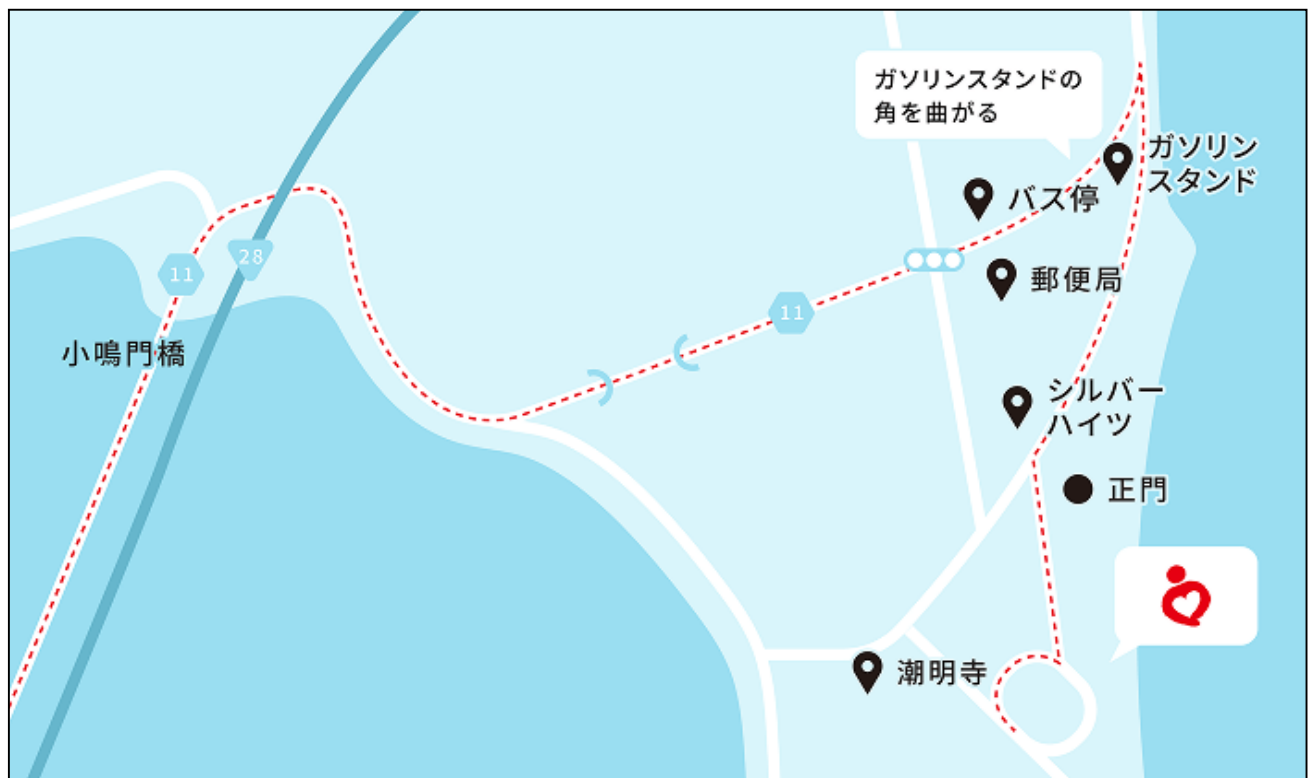 ガソリンスタンドの
角を曲がる
ガソリン
スタンド
バス停
28
11
郵便局
11
小鳴門橋
シルバー
ハイツ
正門
潮明寺